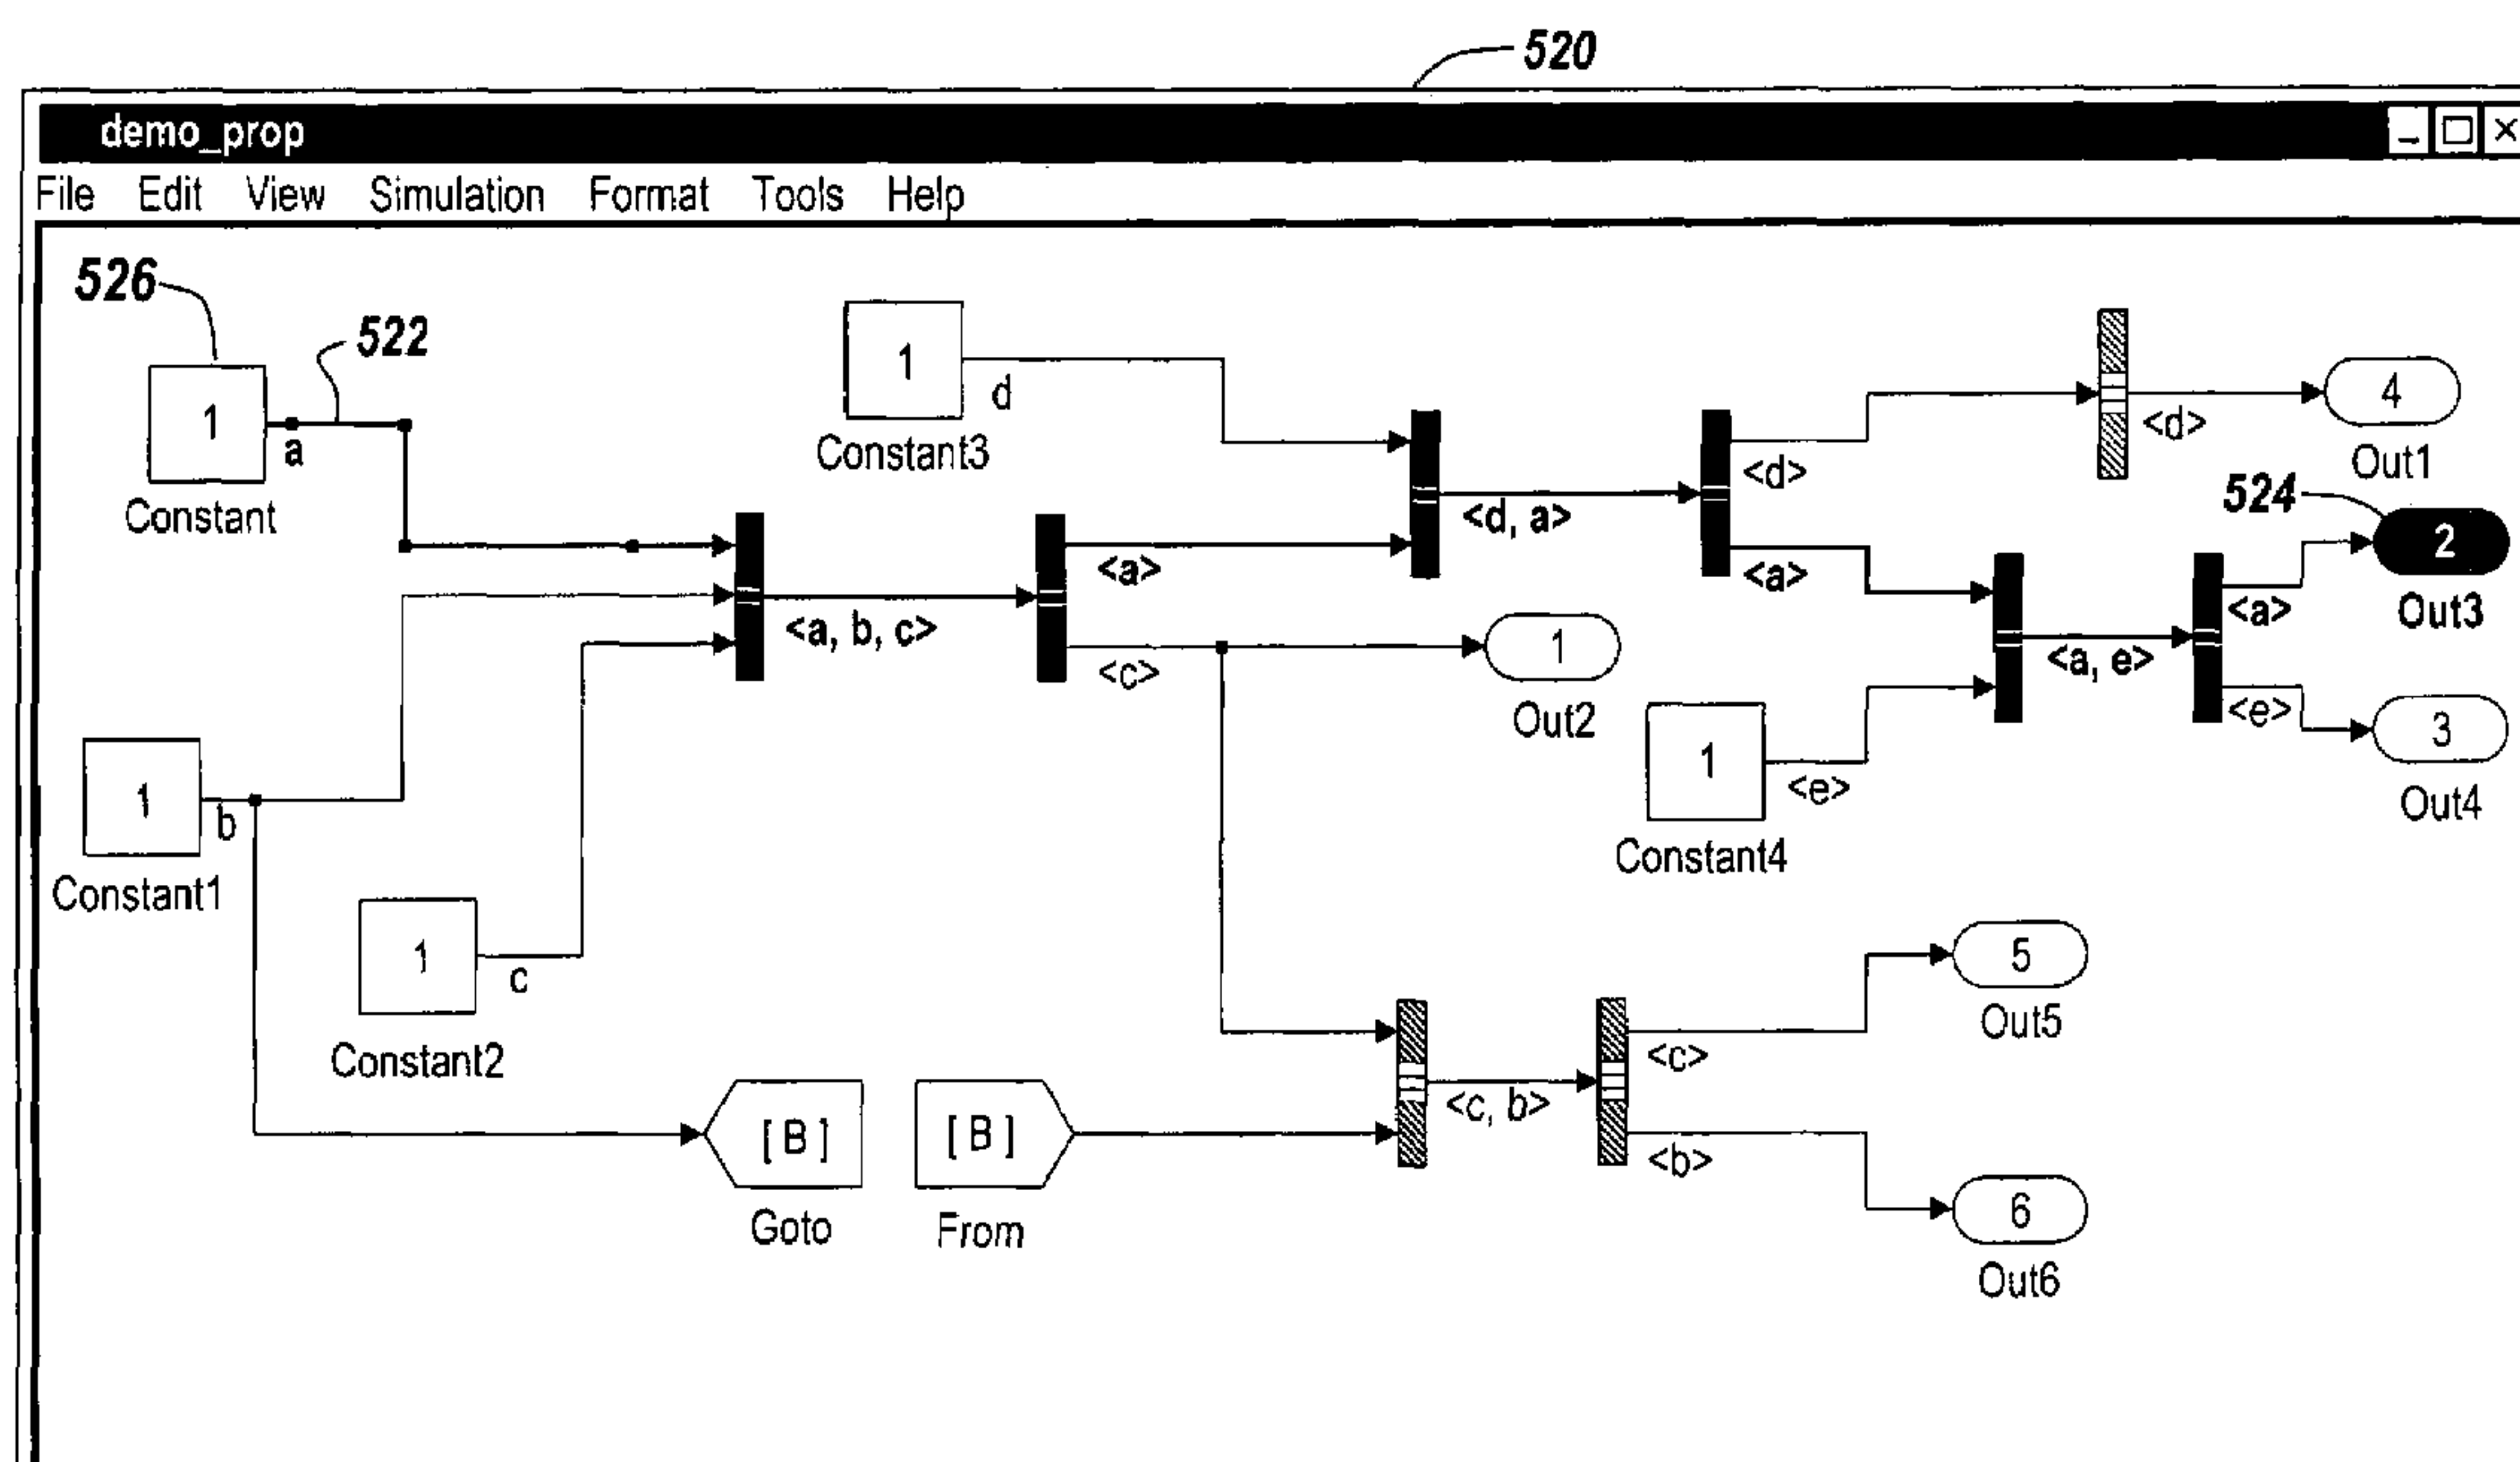 520
demo_prop
File Edit View Simulation Format Tools Help
526
522
1
a
Constant
1
d
Constant3
<d>
4
Out1
<d>
<d, a>
524
2
Out3
<a>
<a>
<a>
<a, b, c>
<c>
1
Out2
<a, e>
<e>
3
Out4
1
<e>
Constant4
1
b
Constant1
1
c
Constant2
5
Out5
<c>
<c, b>
<b>
[B]
Goto
[B]
From
6
Out6